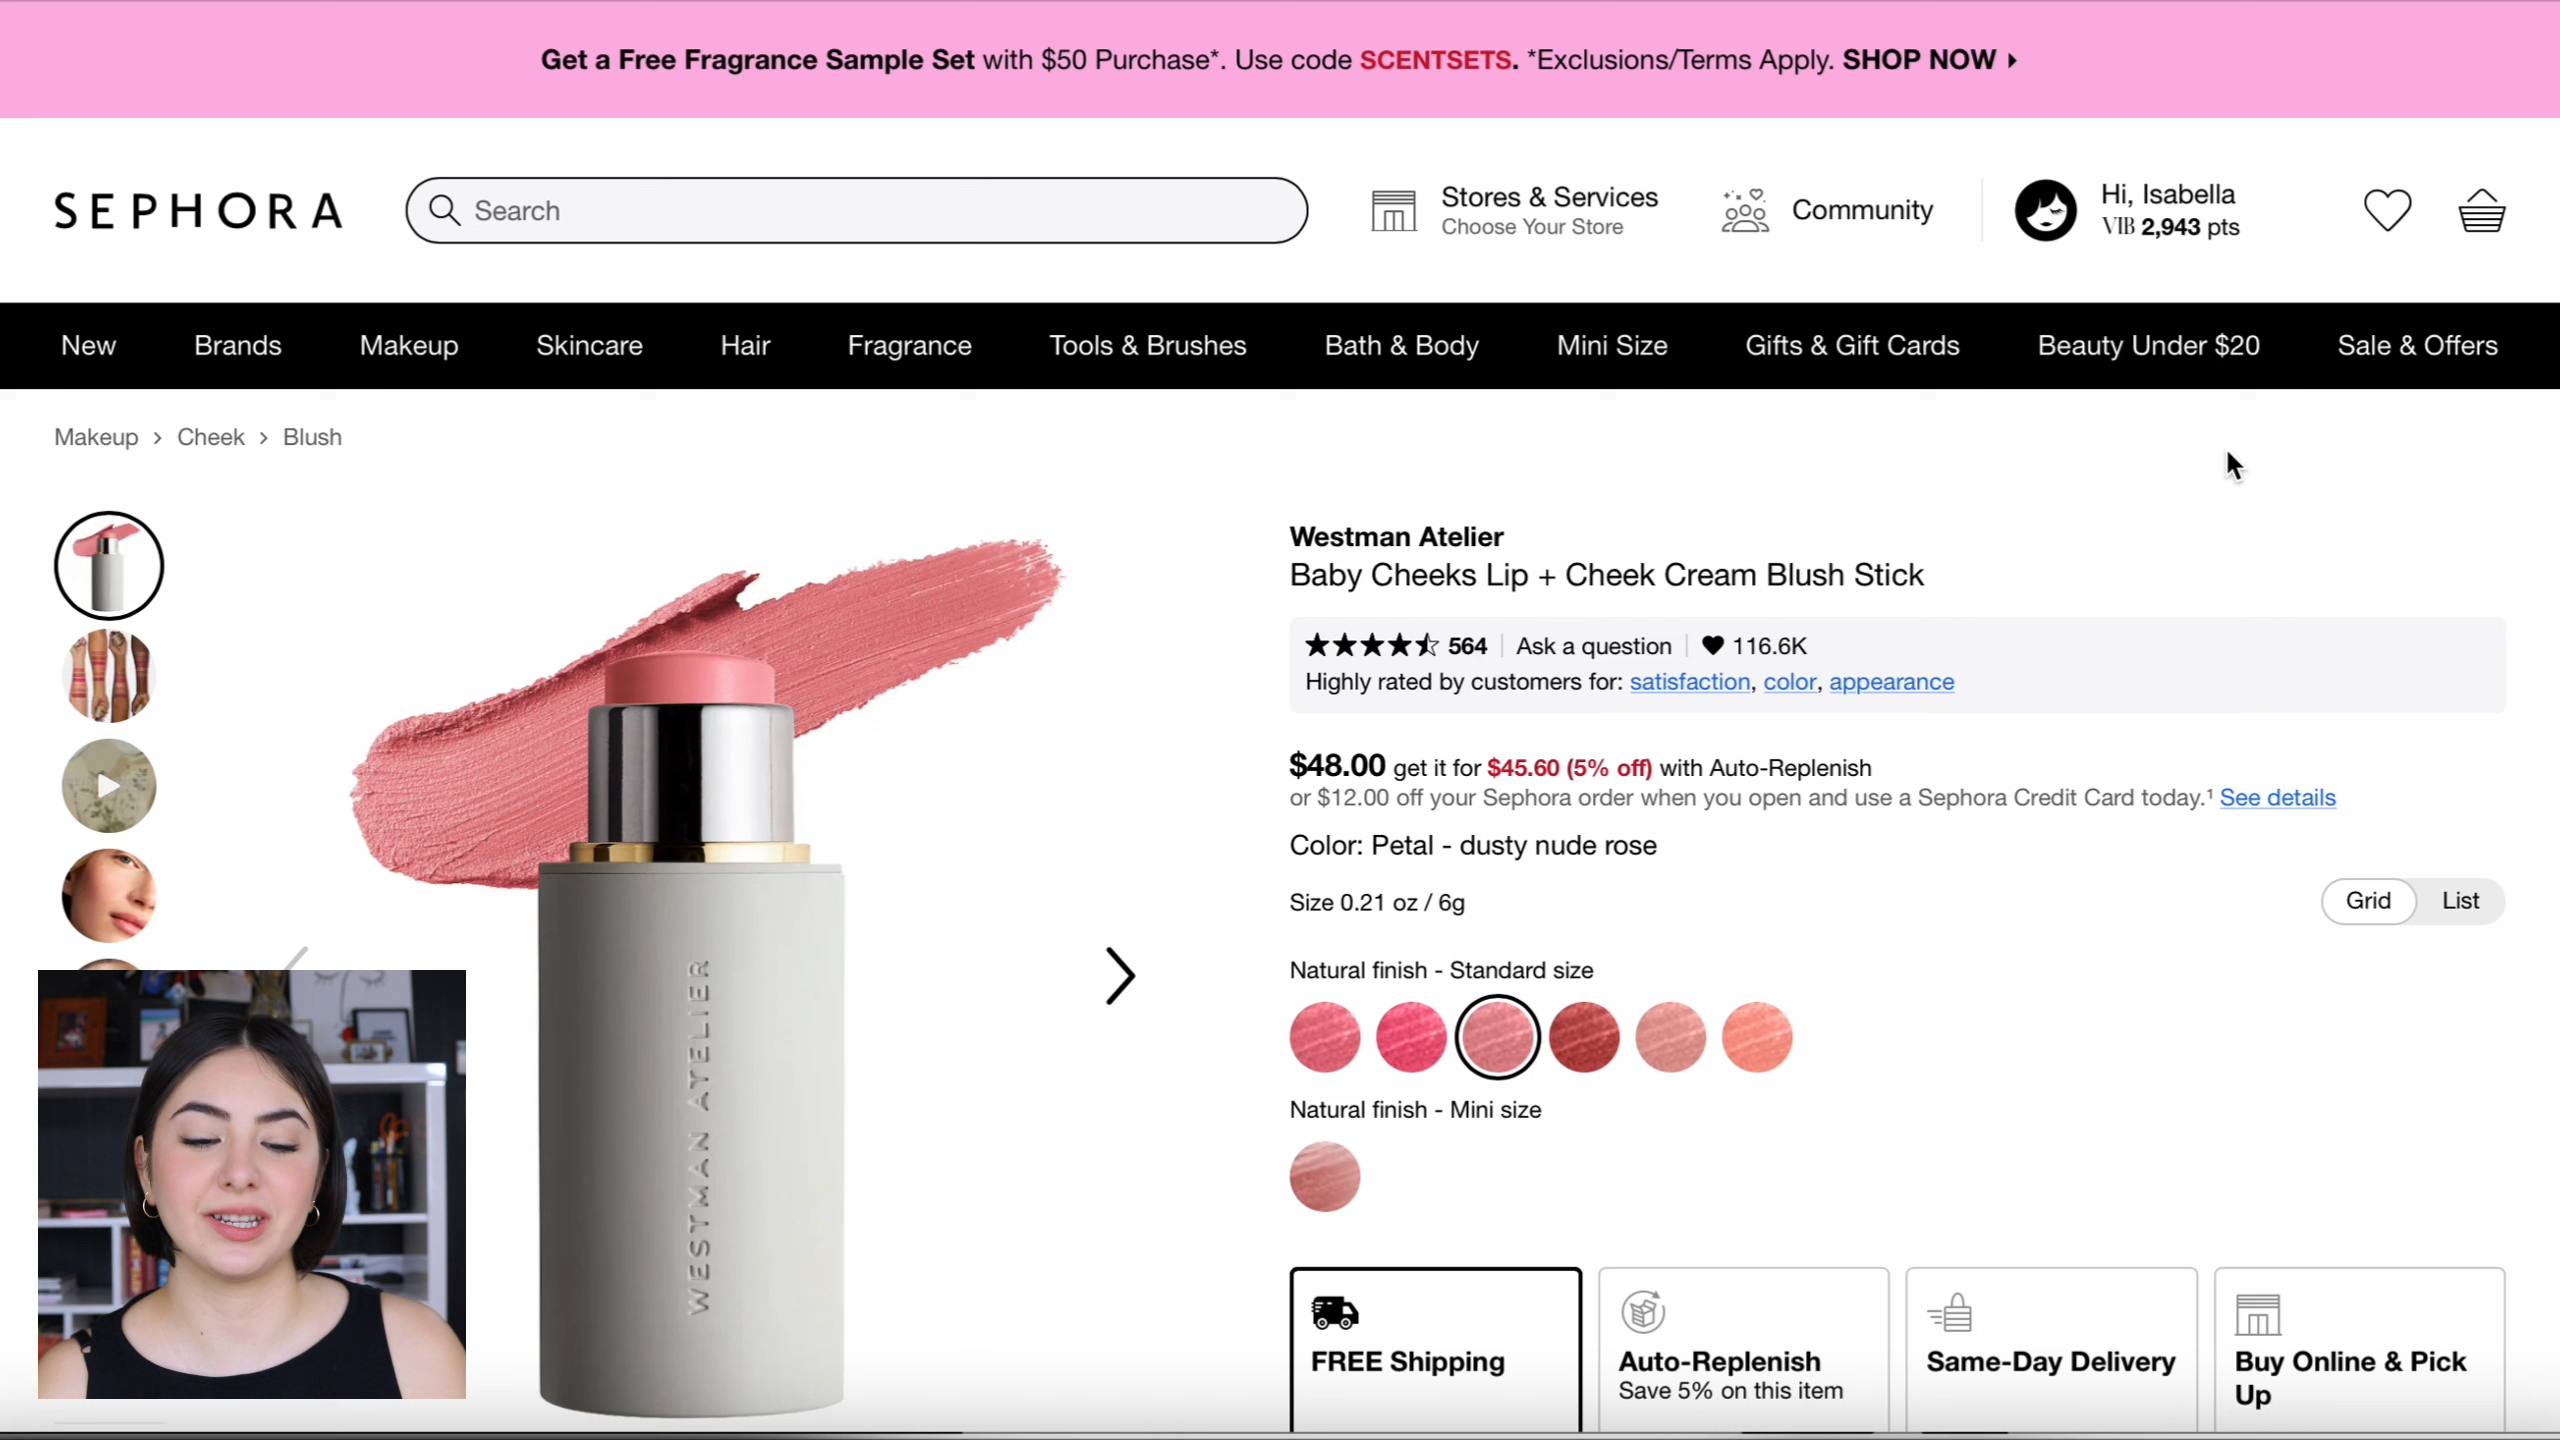 Get a Free Fragrance Sample Set with $50 Purchase*. Use code SCENTSETS. *Exclusions/Terms Apply. SHOP NOW
SEPHORA
Search
Stores & Services
Choose Your Store
Community
Hi, Isabella
VIB 2,943 pts
New Brands Makeup Skincare Hair Fragrance Tools & Brushes Bath & Body Mini Size Gifts & Gift Cards Beauty Under $20 Sale & Offers
Makeup > Cheek > Blush
Westman Atelier
Baby Cheeks Lip + Cheek Cream Blush Stick
564 | Ask a question | 116.6K
Highly rated by customers for: satisfaction, color, appearance
$48.00 get it for $45.60 (5% off) with Auto-Replenish
or $12.00 off your Sephora order when you open and use a Sephora Credit Card today.¹ See details
Color: Petal - dusty nude rose
Size 0.21 oz / 6g
Grid List
Natural finish - Standard size
Natural finish - Mini size
WESTMAN ATELIER
FREE Shipping
Auto-Replenish
Save 5% on this item
Same-Day Delivery
Buy Online & Pick
Up